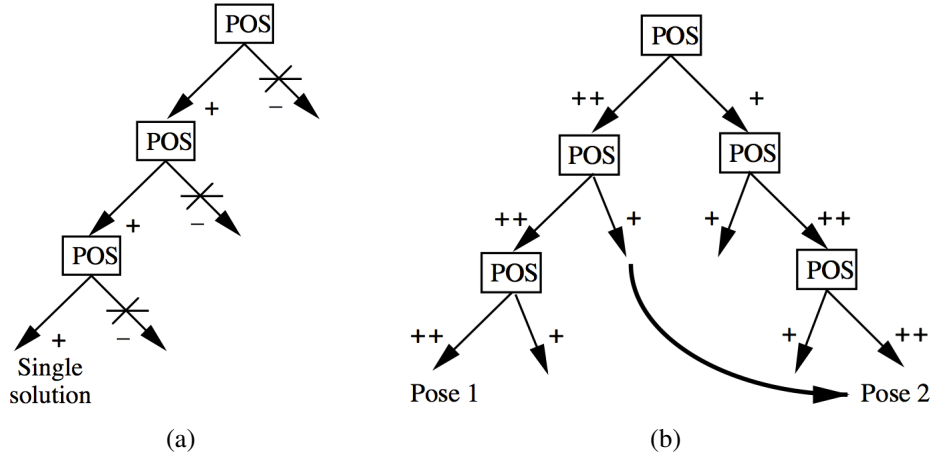 POS
+
−
POS
+
−
POS
+
−
Single
solution
(a)
POS
++ +
POS POS
++ + + ++
POS POS
++ + + ++
Pose 1 Pose 2
(b)